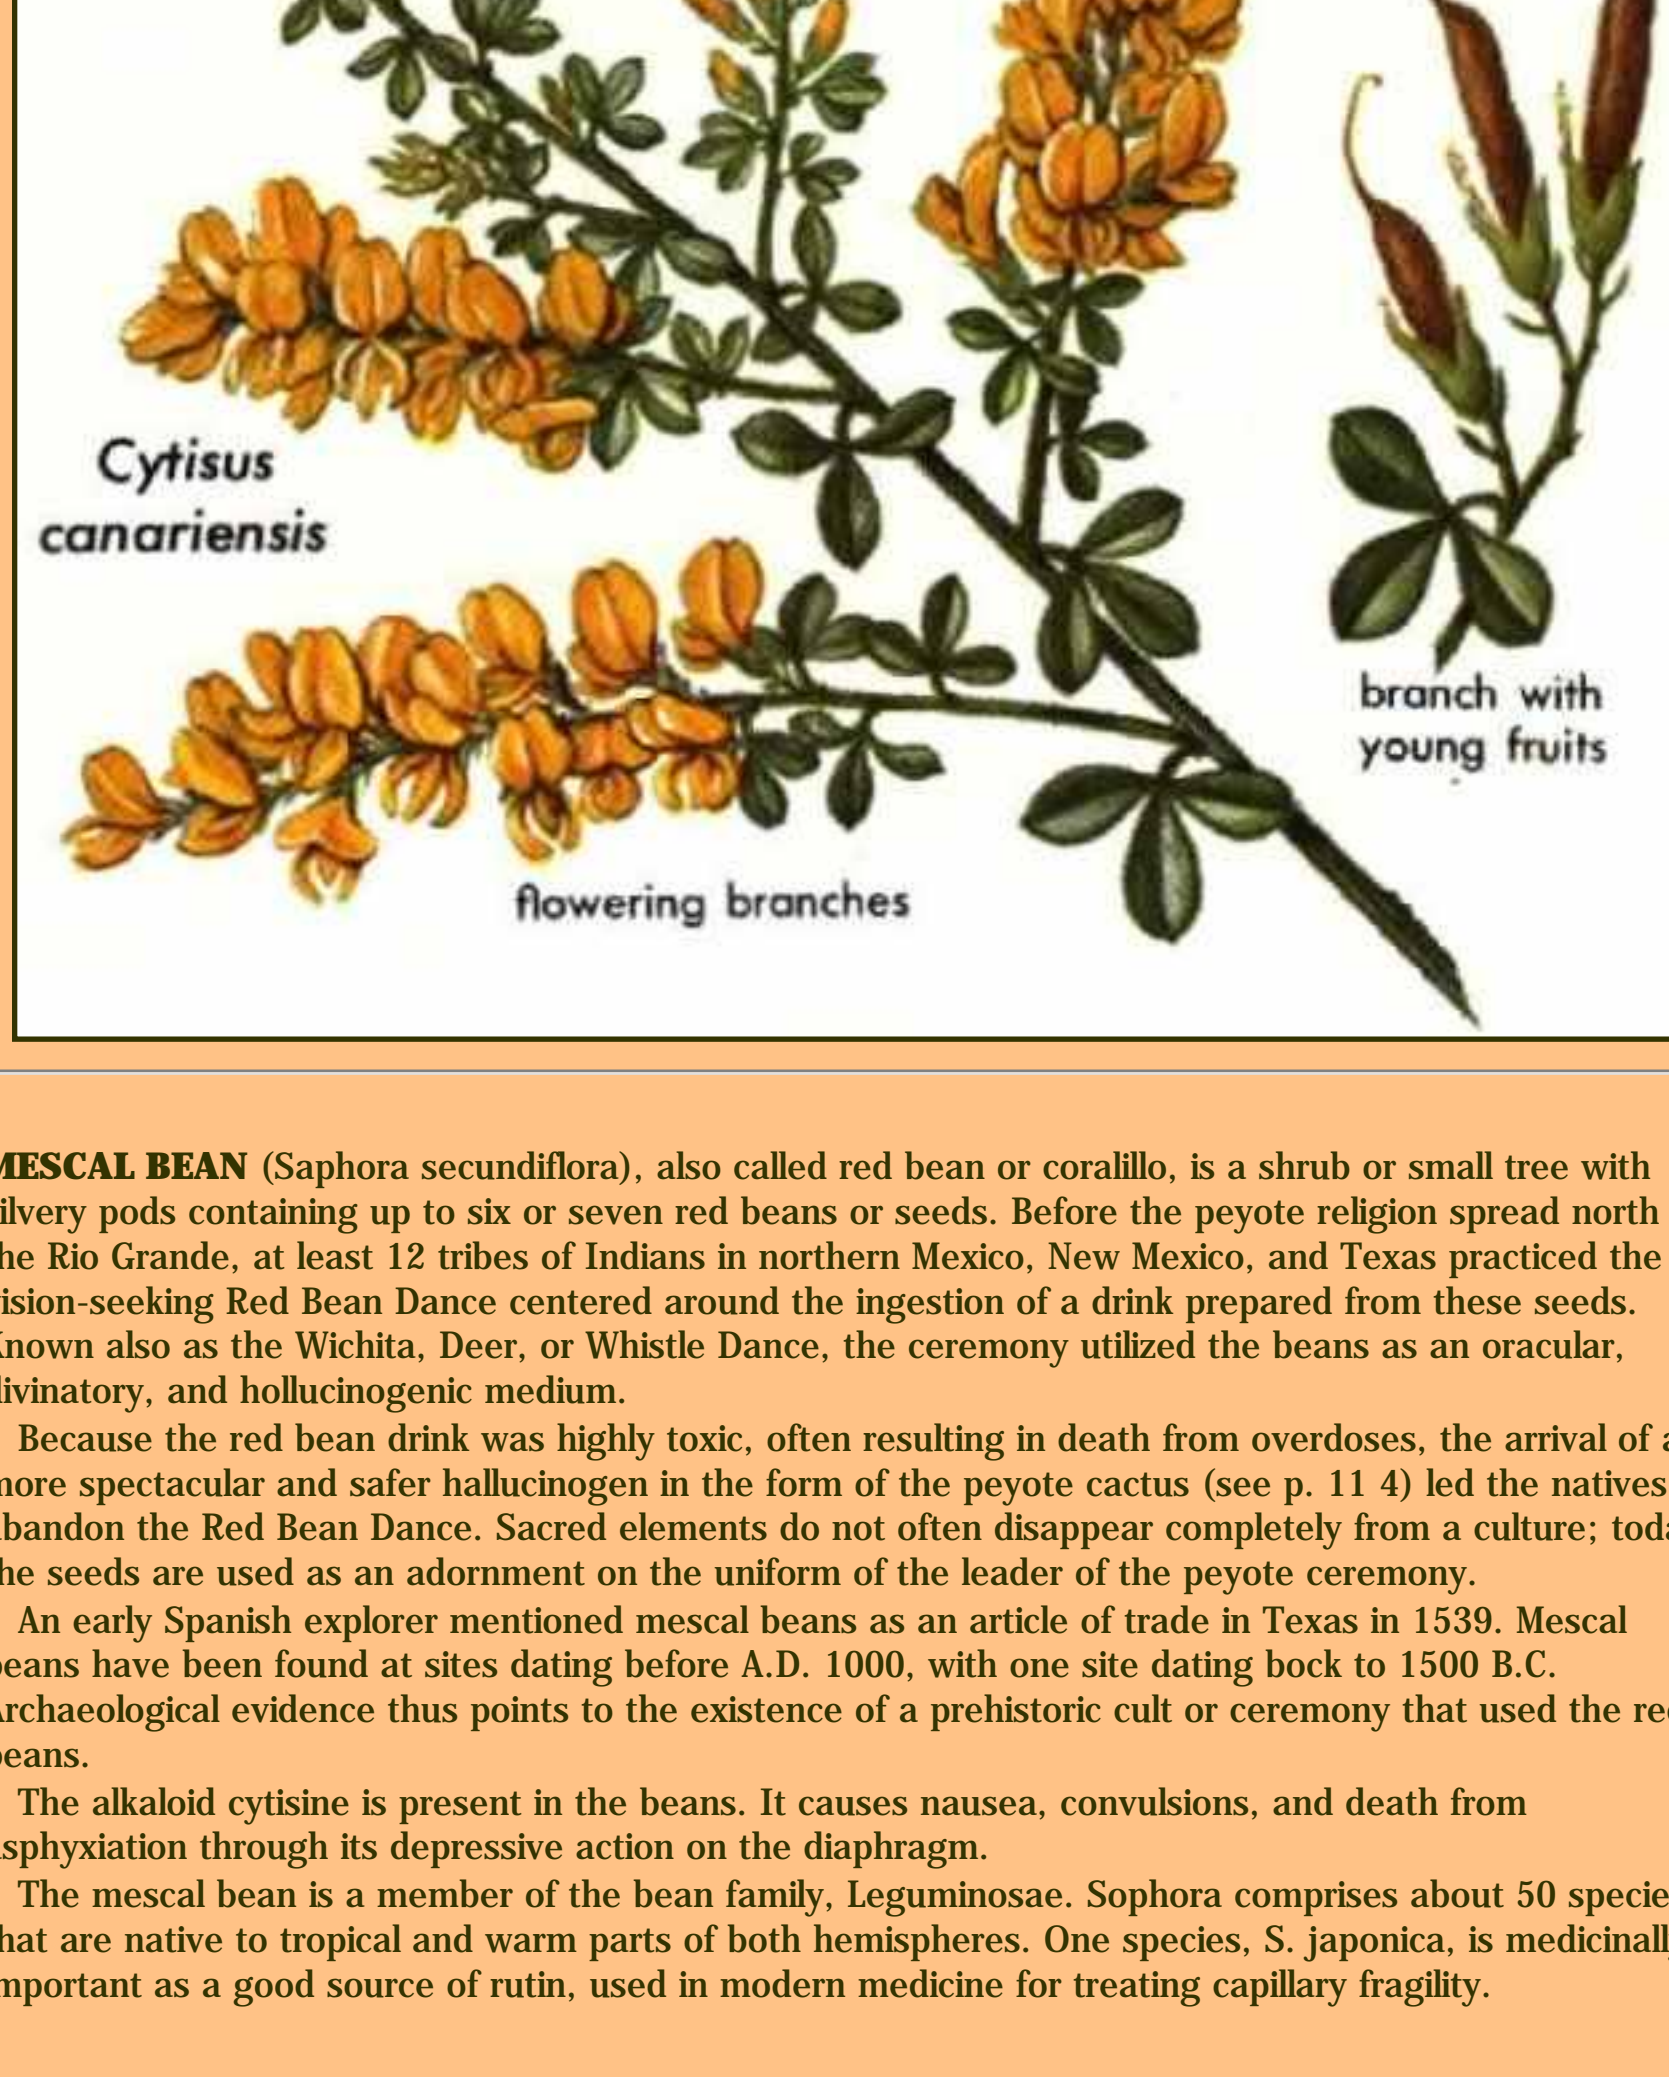 Cytisus
canariensis
branch with
young fruits
flowering branches
MESCAL BEAN (Saphora secundiflora), also called red bean or coralillo, is a shrub or small tree with
ilvery pods containing up to six or seven red beans or seeds. Before the peyote religion spread north
he Rio Grande, at least 12 tribes of Indians in northern Mexico, New Mexico, and Texas practiced the
ision-seeking Red Bean Dance centered around the ingestion of a drink prepared from these seeds.
Known also as the Wichita, Deer, or Whistle Dance, the ceremony utilized the beans as an oracular,
divinatory, and hollucinogenic medium.
Because the red bean drink was highly toxic, often resulting in death from overdoses, the arrival of a
more spectacular and safer hallucinogen in the form of the peyote cactus (see p. 11 4) led the natives
bandon the Red Bean Dance. Sacred elements do not often disappear completely from a culture; toda
he seeds are used as an adornment on the uniform of the leader of the peyote ceremony.
An early Spanish explorer mentioned mescal beans as an article of trade in Texas in 1539. Mescal
beans have been found at sites dating before A.D. 1000, with one site dating bock to 1500 B.C.
Archaeological evidence thus points to the existence of a prehistoric cult or ceremony that used the red
beans.
The alkaloid cytisine is present in the beans. It causes nausea, convulsions, and death from
asphyxiation through its depressive action on the diaphragm.
The mescal bean is a member of the bean family, Leguminosae. Sophora comprises about 50 specie
hat are native to tropical and warm parts of both hemispheres. One species, S. japonica, is medicinally
mportant as a good source of rutin, used in modern medicine for treating capillary fragility.